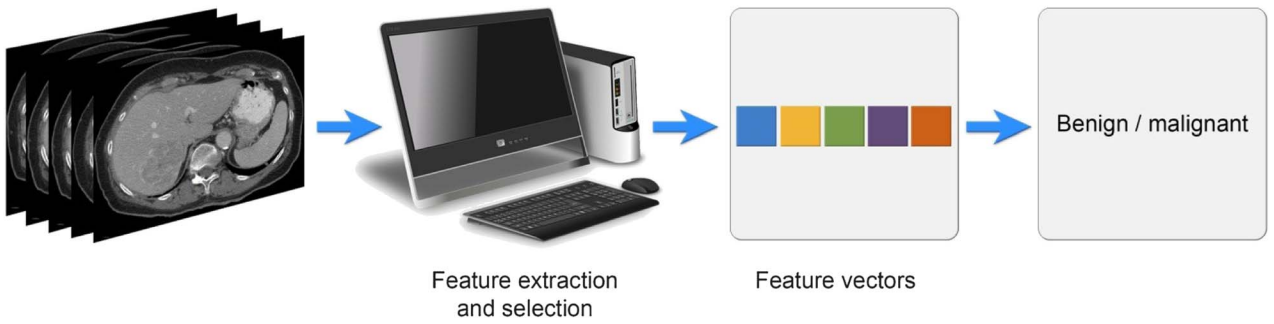 Feature extraction
and selection
Feature vectors
Benign / malignant